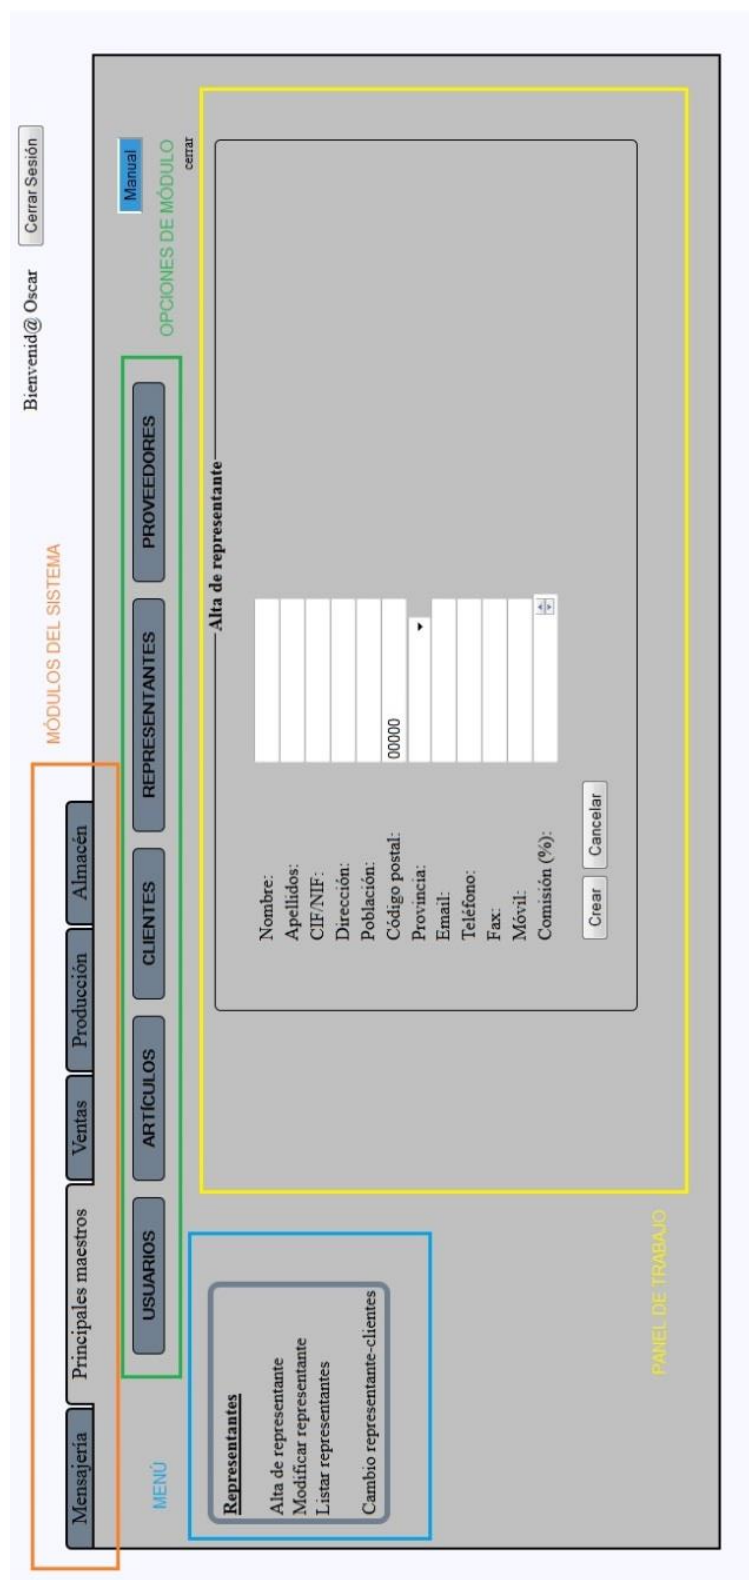 Bienvenid@ Oscar
Cerrar Sesión
MÓDULOS DEL SISTEMA
Mensajería
Principales maestros
Ventas
Producción
Almacén
Manual
MENÚ
USUARIOS
ARTÍCULOS
CLIENTES
REPRESENTANTES
PROVEEDORES
OPCIONES DE MÓDULO
cerrar
Representantes
Alta de representante
Modificar representante
Listar representantes
Cambio representante-clientes
Alta de representante
Nombre:
Apellidos:
CIF/NIF:
Dirección:
Población:
Código postal: 00000
Provincia:
Email:
Teléfono:
Fax:
Móvil:
Comisión (%):
Crear
Cancelar
PANEL DE TRABAJO